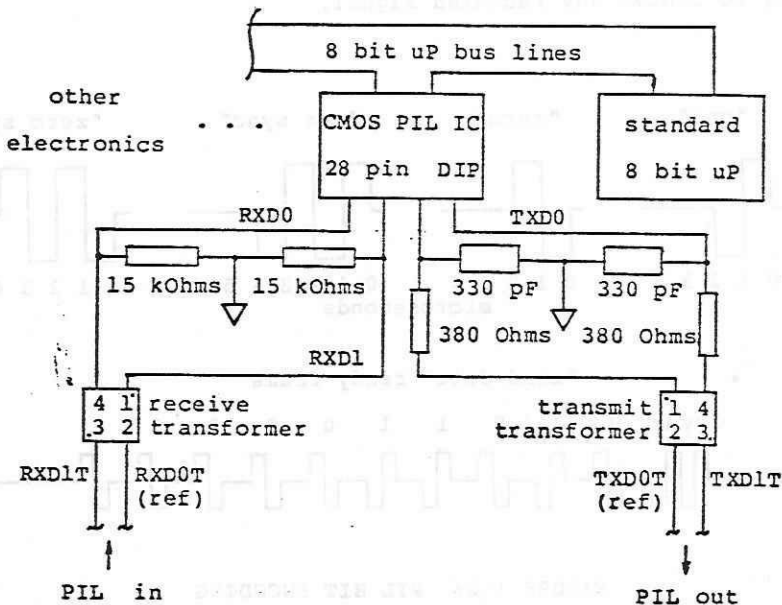 8 bit uP bus lines
other
electronics
. . .
CMOS PIL IC
28 pin DIP
standard
8 bit uP
RXD0
TXD0
15 kOhms
15 kOhms
330 pF
330 pF
380 Ohms
380 Ohms
RXD1
4 1
3 2
receive
transformer
transmit
transformer
1 4
2 3
RXD1T
RXD0T
(ref)
TXD0T
(ref)
TXD1T
PIL in
PIL out